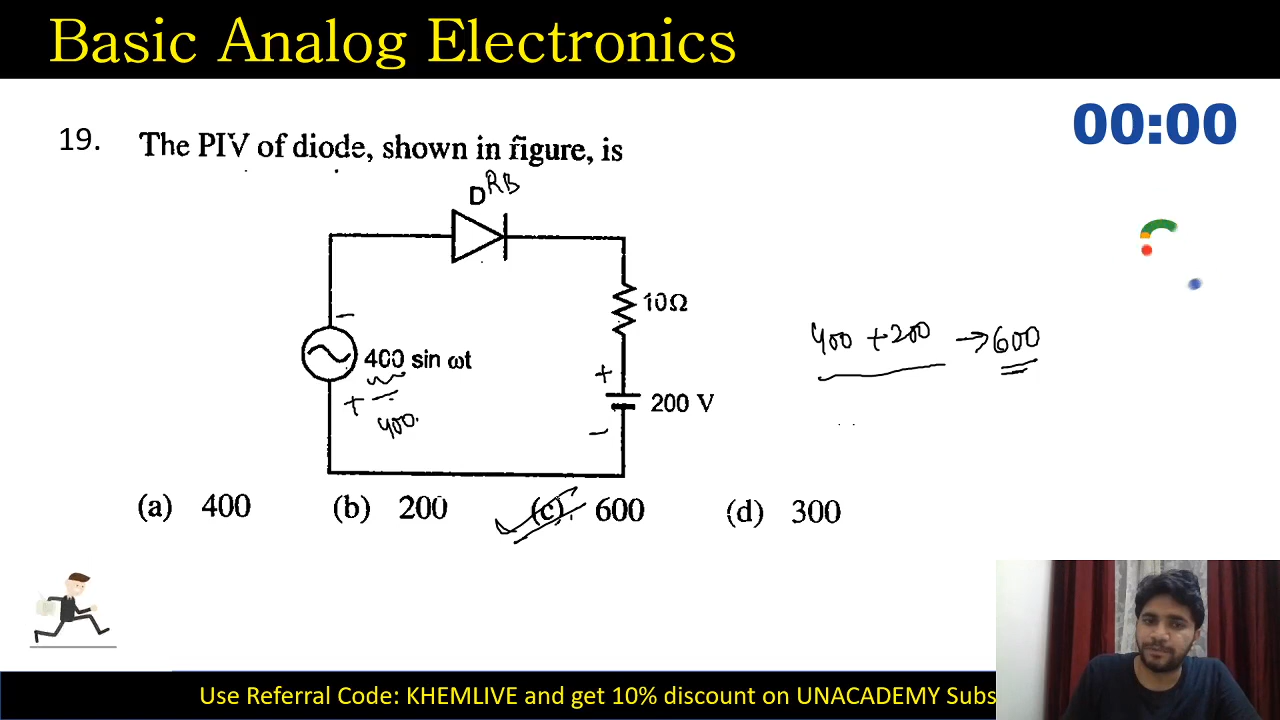 Basic Analog Electronics
00:00
19. The PIV of diode, shown in figure, is
D RB
10Ω
400 + 200 → 600
−
400 sin ωt
+
400.
+
200 V
−
(a) 400 (b) 200 (c) 600 (d) 300
Use Referral Code: KHEMLIVE and get 10% discount on UNACADEMY Subs